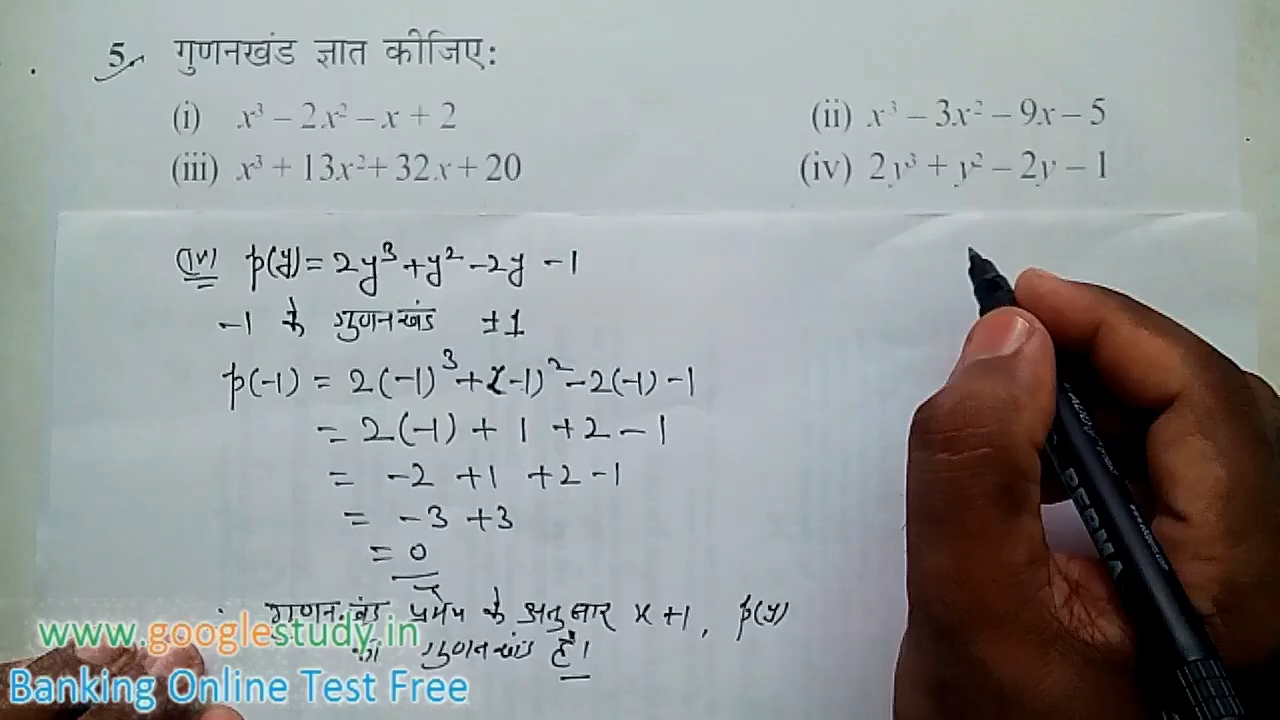 5. गुणनखंड ज्ञात कीजिए:
(i) x³ – 2x² – x + 2 (ii) x³ – 3x² – 9x – 5
(iii) x³ + 13x² + 32x + 20 (iv) 2y³ + y² – 2y – 1
(iv) p(y) = 2y³ + y² - 2y - 1
-1 के गुणनखंड ±1
p(-1) = 2(-1)³ + (-1)² - 2(-1) - 1
= 2(-1) + 1 + 2 - 1
= -2 + 1 + 2 - 1
= -3 + 3
= 0
गुणनखंड प्रमेय के अनुसार x + 1, p(y)
का गुणनखंड है।
www.googlestudy.in
Banking Online Test Free